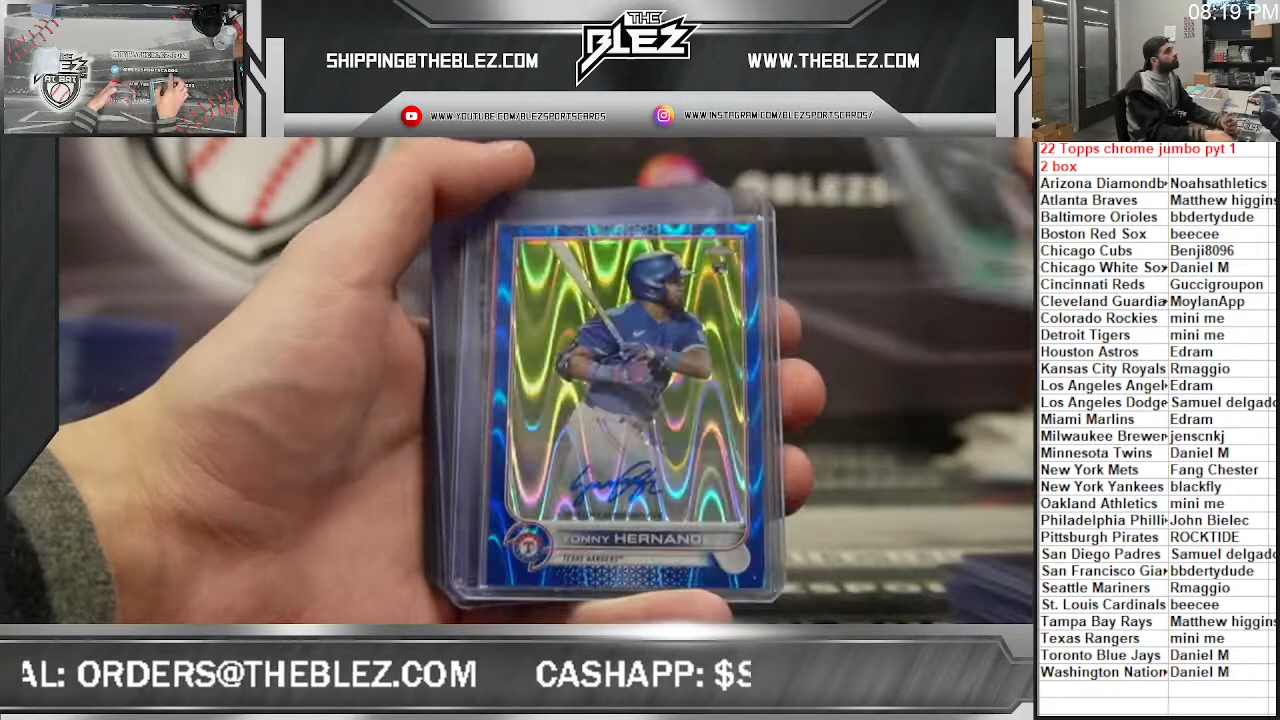 08:19 PM
THE
BLEZ
SHIPPING@THEBLEZ.COM
WWW.THEBLEZ.COM
WWW.YOUTUBE.COM/BLEZSPORTSCARDS
WWW.INSTAGRAM.COM/BLEZSPORTSCARDS/
22 Topps chrome jumbo pyt 1
2 box
Arizona Diamondb Noahsathletics
Atlanta Braves Matthew higgins
Baltimore Orioles bbdertydude
Boston Red Sox beecee
Chicago Cubs Benji8096
Chicago White Sox Daniel M
Cincinnati Reds Guccigroupon
Cleveland Guardia MoylanApp
Colorado Rockies mini me
Detroit Tigers mini me
Houston Astros Edram
Kansas City Royals Rmaggio
Los Angeles Angel Edram
Los Angeles Dodge Samuel delgado
Miami Marlins Edram
Milwaukee Brewer jenscnkj
Minnesota Twins Daniel M
New York Mets Fang Chester
New York Yankees blackfly
Oakland Athletics mini me
Philadelphia Philli John Bielec
Pittsburgh Pirates ROCKTIDE
San Diego Padres Samuel delgado
San Francisco Gia bbdertydude
Seattle Mariners Rmaggio
St. Louis Cardinals beecee
Tampa Bay Rays Matthew higgins
Texas Rangers mini me
Toronto Blue Jays Daniel M
Washington Nation Daniel M
BLEZS
YONNY HERNAND
TEXAS RANGERS
AL: ORDERS@THEBLEZ.COM CASHAPP: $S